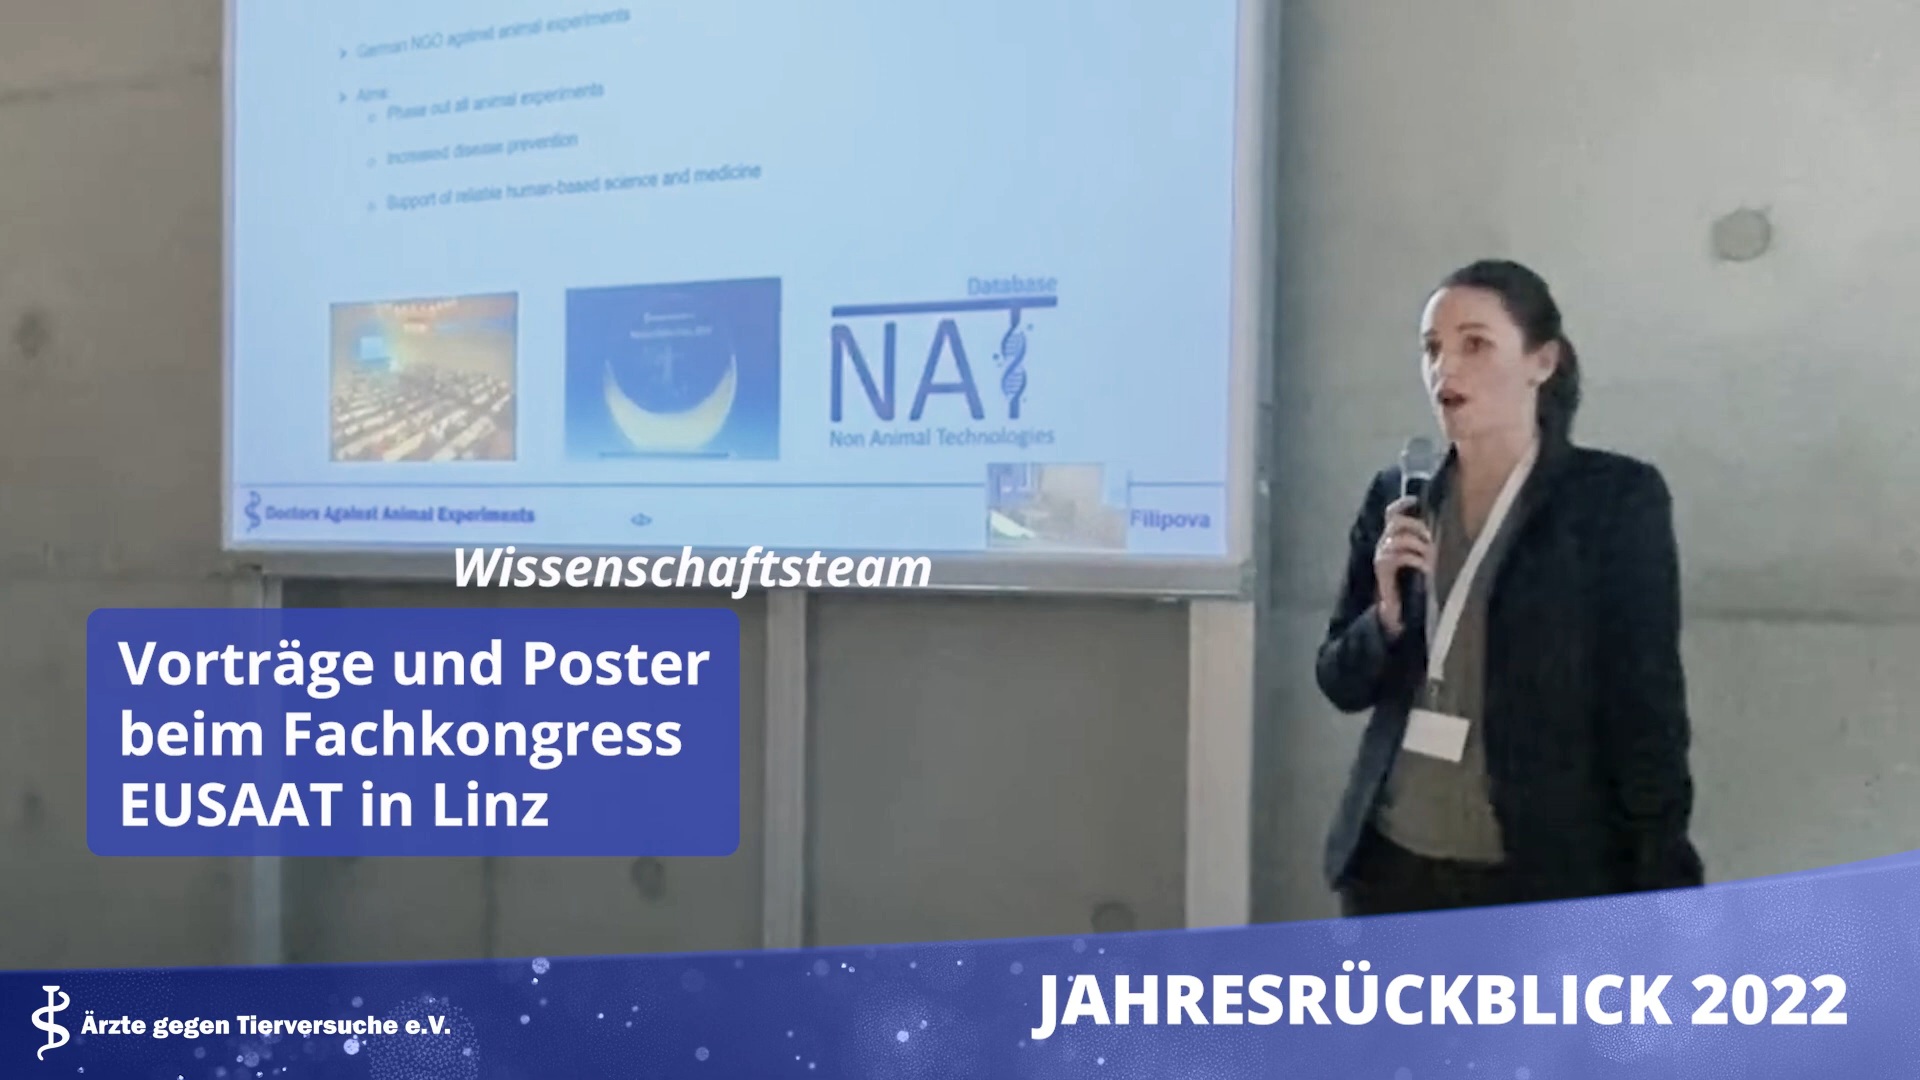 German NGO against animal experiments
Aims:
Phase out all animal experiments
Increased disease prevention
Support of reliable human-based science and medicine
Database
NAT
Non Animal Technologies
Doctors Against Animal Experiments
Filipova
Wissenschaftsteam
Vorträge und Poster
beim Fachkongress
EUSAAT in Linz
JAHRESRÜCKBLICK 2022
Ärzte gegen Tierversuche e.V.